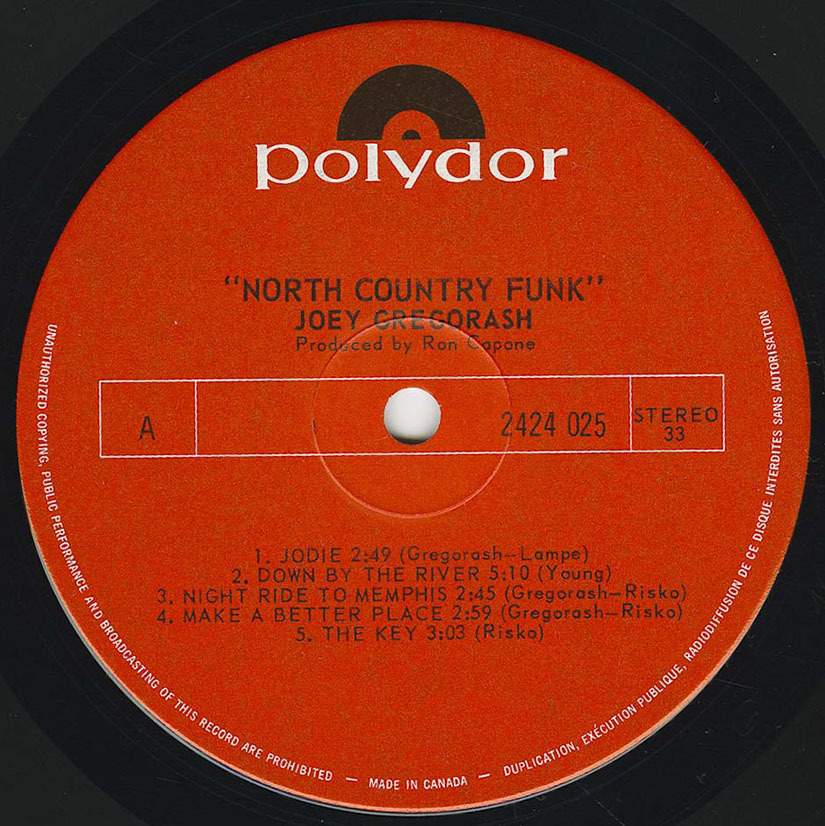 polydor
"NORTH COUNTRY FUNK"
JOEY GREGORASH
Produced by Ron Capone
A
2424 025
STEREO
33
1. JODIE 2:49 (Gregorash—Lampe)
2. DOWN BY THE RIVER 5:10 (Young)
3. NIGHT RIDE TO MEMPHIS 2:45 (Gregorash—Risko)
4. MAKE A BETTER PLACE 2:59 (Gregorash—Risko)
5. THE KEY 3:03 (Risko)
UNAUTHORIZED COPYING, PUBLIC PERFORMANCE AND BROADCASTING OF THIS RECORD ARE PROHIBITED — MADE IN CANADA — DUPLICATION, EXÉCUTION PUBLIQUE, RADIODIFFUSION DE CE DISQUE INTERDITES SANS AUTORISATION